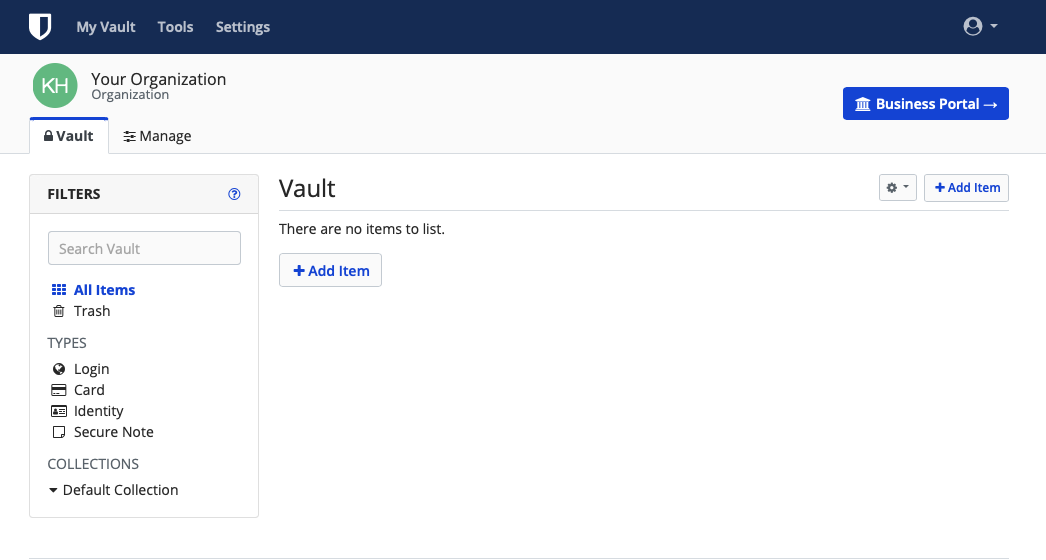 My Vault Tools Settings
KH
Your Organization
Organization
Business Portal →
Vault
Manage
FILTERS
?
Search Vault
All Items
Trash
TYPES
Login
Card
Identity
Secure Note
COLLECTIONS
Default Collection
Vault
Add Item
There are no items to list.
Add Item